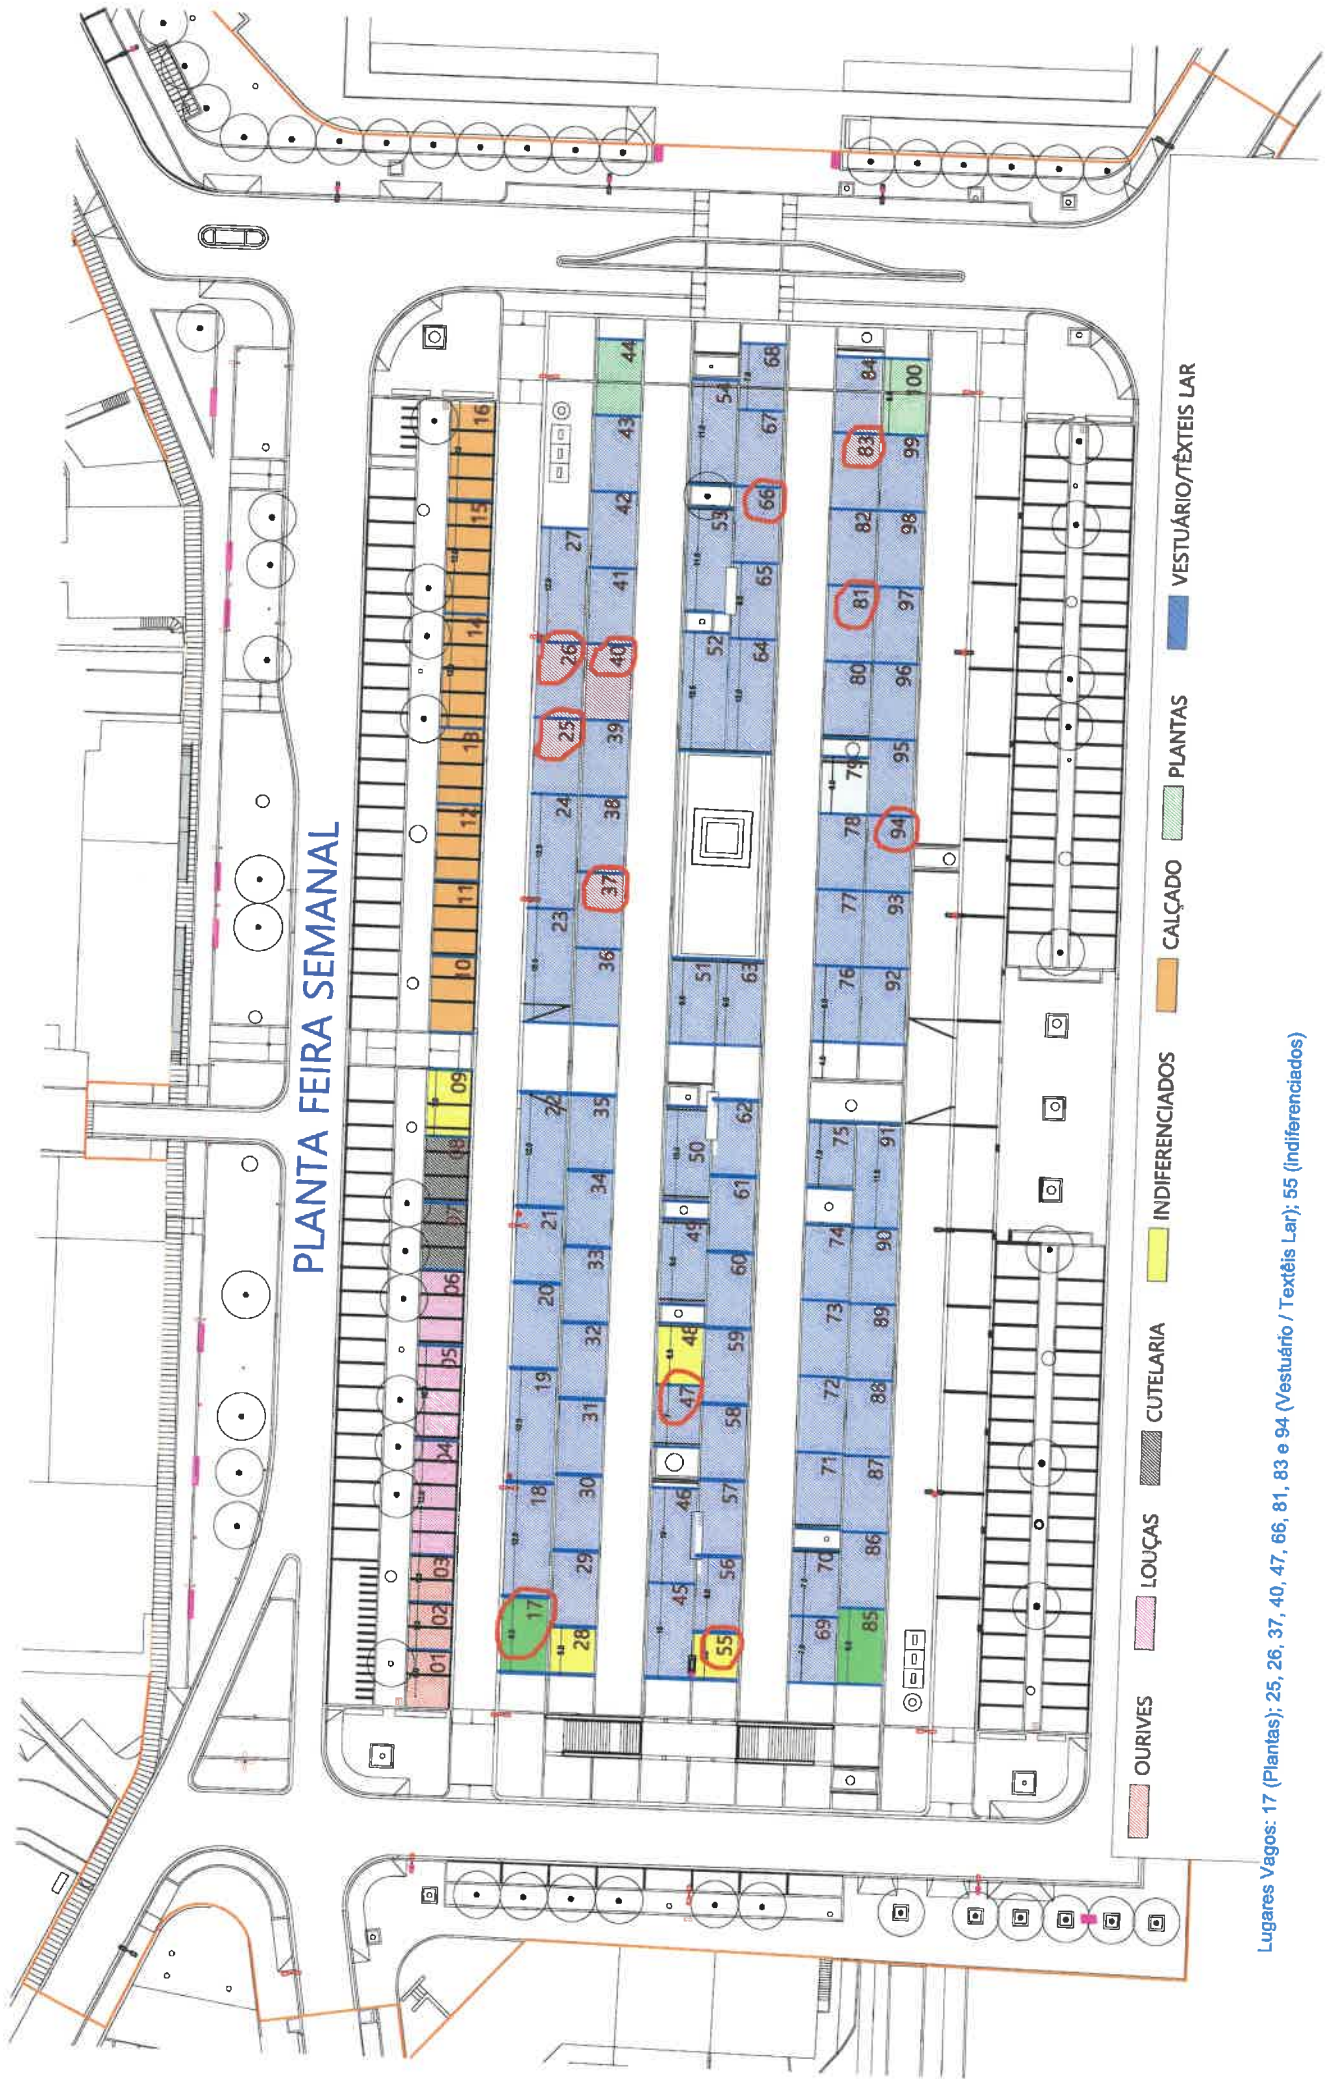 PLANTA FEIRA SEMANAL
01 02 03 04 05 06 07 08 09 10 11 12 13 14 15 16
17 18 19 20 21 22 23 24 25 26 27
28 29 30 31 32 33 34 35 36 37 38 39 40 41 42 43 44
45 46 47 48 49 50 51 52 53 54
55 56 57 58 59 60 61 62 63 64 65 66 67 68
69 70 71 72 73 74 75 76 77 78 79 80 81 82 83 84
85 86 87 88 89 90 91 92 93 94 95 96 97 98 99 100
OURIVES LOUÇAS CUTELARIA INDIFERENCIADOS CALÇADO PLANTAS VESTUÁRIO/TÊXTEIS LAR
Lugares Vagos: 17 (Plantas); 25, 26, 37, 40, 47, 66, 81, 83 e 94 (Vestuário / Textêis Lar); 55 (indiferenciados)